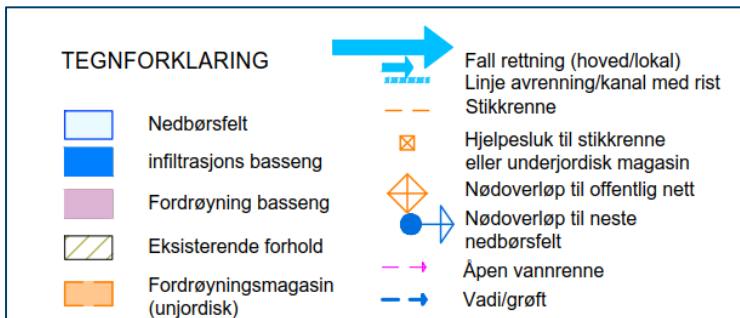 TEGNFORKLARING
Nedbørsfelt
infiltrasjons basseng
Fordrøyning basseng
Eksisterende forhold
Fordrøyningsmagasin
(unjordisk)
Fall rettning (hoved/lokal)
Linje avrenning/kanal med rist
Stikkrenne
Hjelpesluk til stikkrenne
eller underjordisk magasin
Nødoverløp til offentlig nett
Nødoverløp til neste
nedbørsfelt
Åpen vannrenne
Vadi/grøft